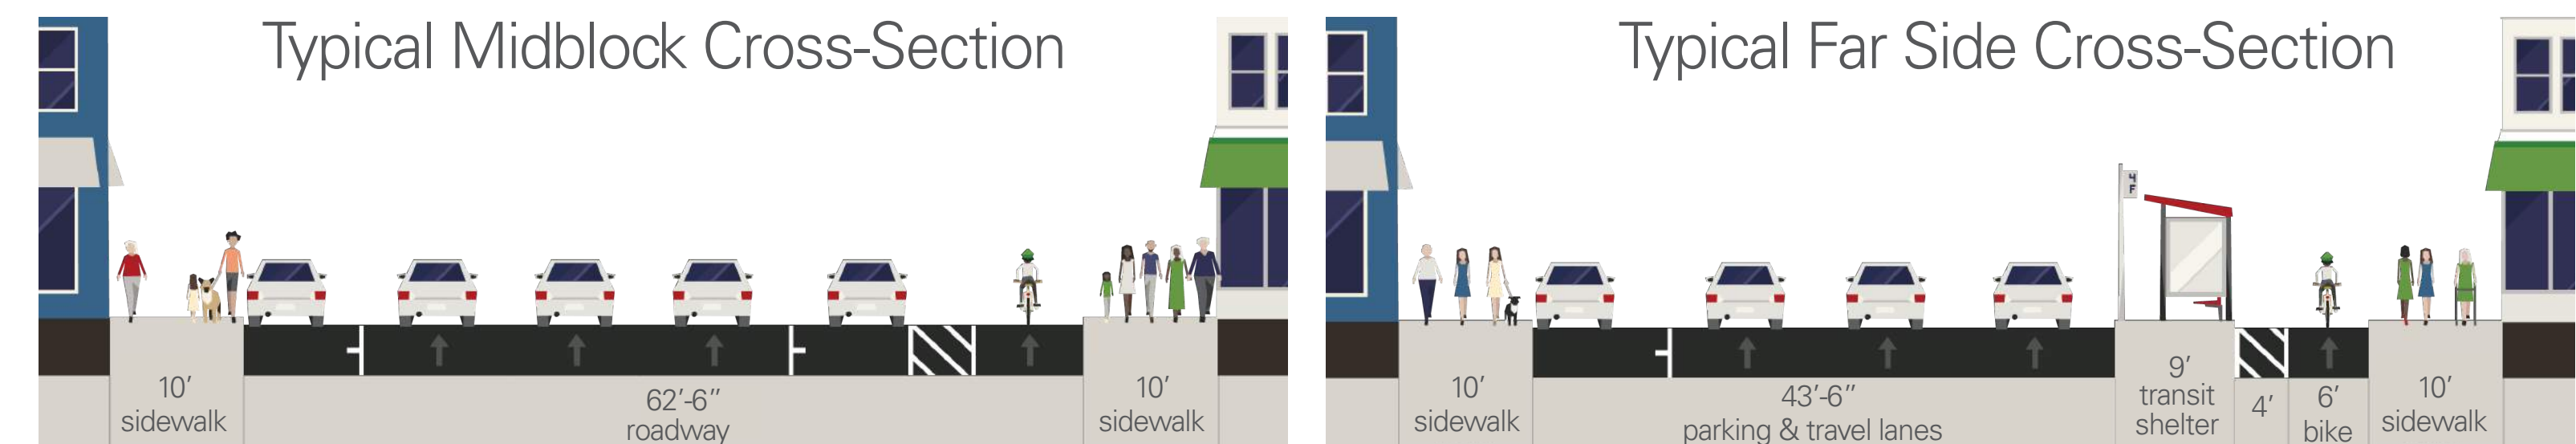 Typical Midblock Cross-Section
10’
sidewalk
62’-6”
roadway
10’
sidewalk
Typical Far Side Cross-Section
4
F
10’
sidewalk
43’-6”
parking & travel lanes
9’
transit
shelter
4’
6’
bike
10’
sidewalk